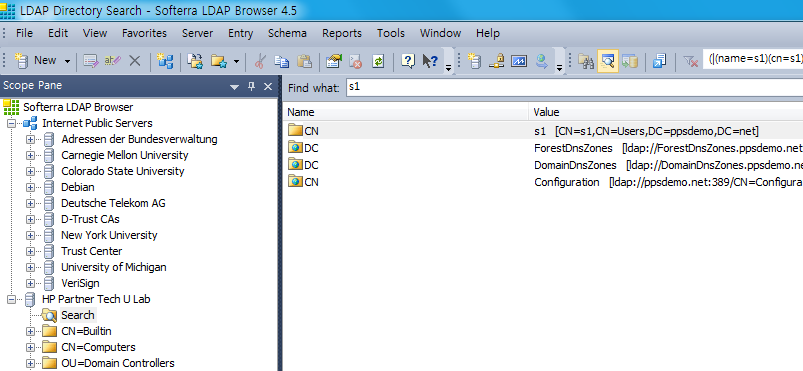 LDAP Directory Search - Softerra LDAP Browser 4.5
File Edit View Favorites Server Entry Schema Reports Tools Window Help
New (|(name=s1)(cn=s1)
Scope Pane
Find what: s1
Name Value
Softerra LDAP Browser
Internet Public Servers
Adressen der Bundesverwaltung
Carnegie Mellon University
Colorado State University
Debian
Deutsche Telekom AG
D-Trust CAs
New York University
Trust Center
University of Michigan
VeriSign
HP Partner Tech U Lab
Search
CN=Builtin
CN=Computers
OU=Domain Controllers
CN s1 [CN=s1,CN=Users,DC=ppsdemo,DC=net]
DC ForestDnsZones [ldap://ForestDnsZones.ppsdemo.net
DC DomainDnsZones [ldap://DomainDnsZones.ppsdemo.ne
CN Configuration [ldap://ppsdemo.net:389/CN=Configura